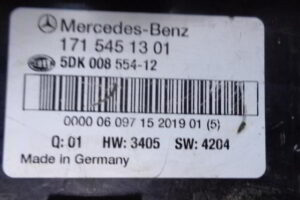 Mercedes-Benz
171 545 13 01
5DK 008 554-12
0000 06 097 15 2019 01 (5)
Q: 01 HW: 3405 SW: 4204
Made in Germany